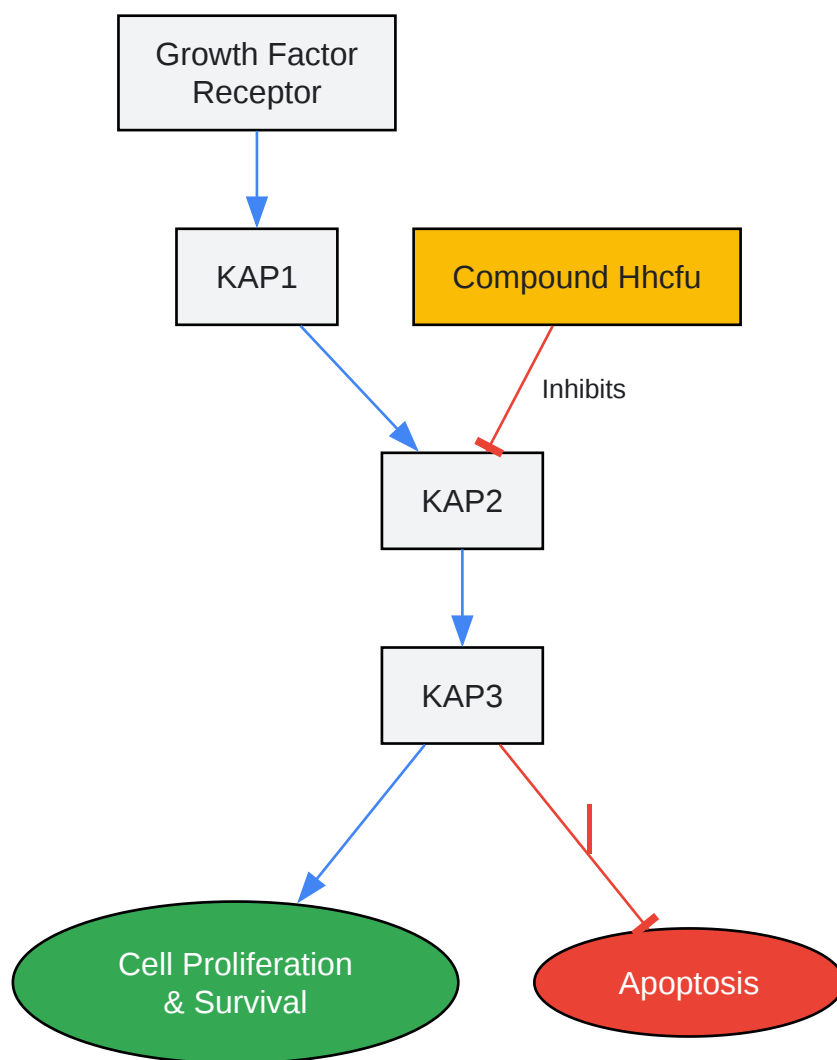 Growth Factor
Receptor
KAP1
Compound Hhcfu
Inhibits
KAP2
KAP3
Cell Proliferation
& Survival
Apoptosis